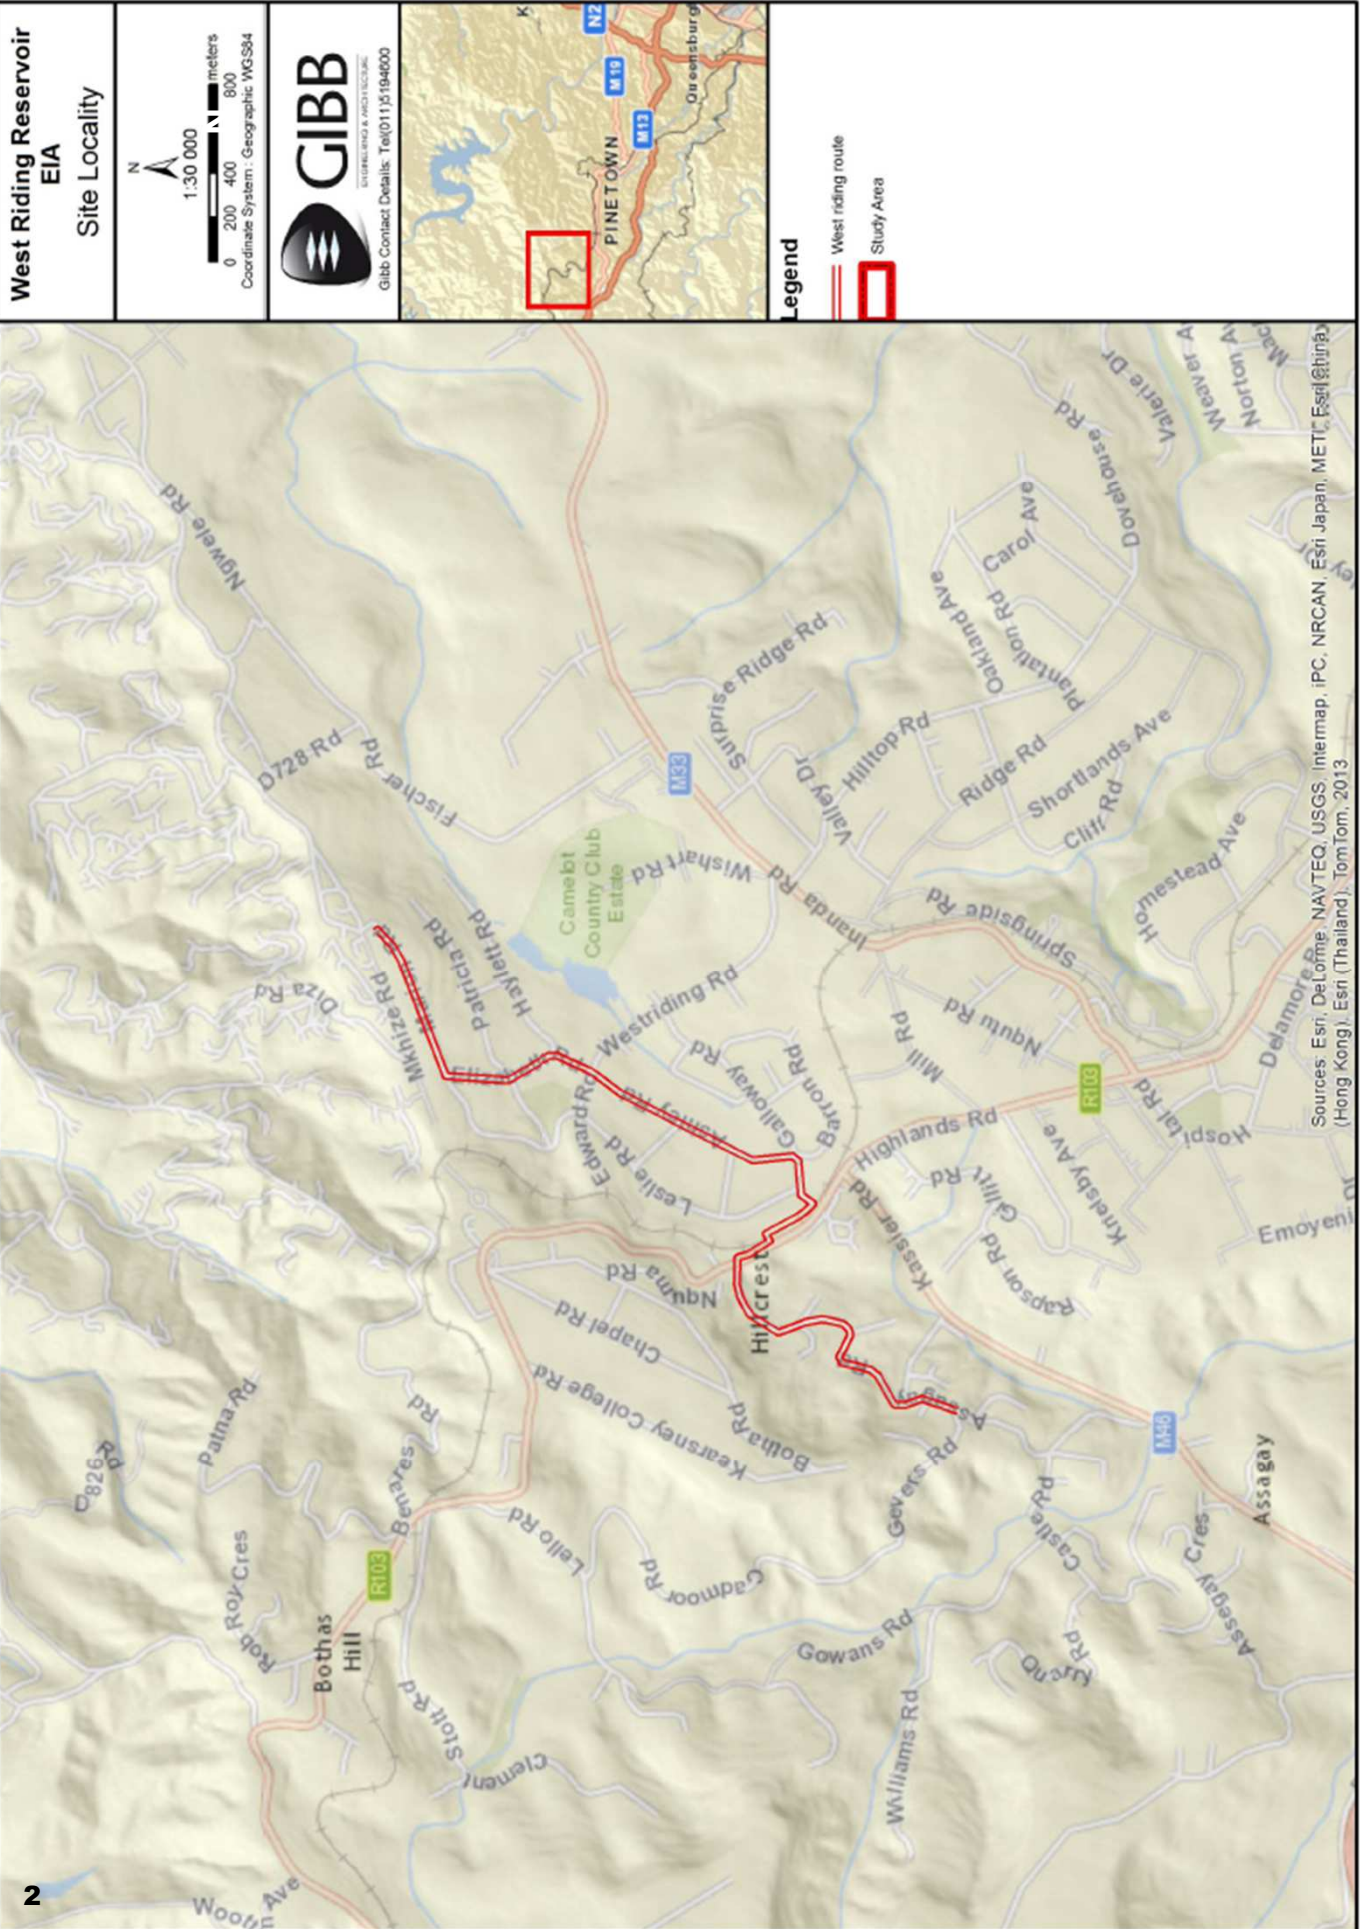 West Riding Reservoir
EIA
Site Locality
N
1:30 000
0 200 400 800 meters
Coordinate System : Geographic WGS84
GIBB
ENGINEERING & ARCHITECTURE
Gibb Contact Details: Tel(011)5194600
K
N2
M19
M13
PINETOWN
Queensburg
Legend
West riding route
Study Area
Ngwele Rd
D728 Rd
Fischer Rd
Diza Rd
Mkhize Rd
Patricia Rd
Haylett Rd
Camelot
Country Club
Estate
Wishart Rd
M33
Inanda Rd
Surprise Ridge Rd
Valley Dr
Hilltop Rd
Ridge Rd
Oakland Ave
Plantation Rd
Carol Ave
Dovehouse Rd
Valerie Dr
Weaver A
Norton Av
Shortlands Ave
Cliff Rd
Homestead Ave
Springside Rd
Westriding Rd
Edward Rd
Ashley Rd
Leslie Rd
Galloway Rd
Barron Rd
Mill Rd
Nqutu Rd
Highlands Rd
R103
Hospital Rd
Delamore R
Emoyeni Dr
Knelsby Ave
Gillitt Rd
Rapson Rd
Kassier Rd
Hillcrest
Nquma Rd
Chapel Rd
Kearsney College Rd
Botha Rd
Gevers Rd
Castle Rd
M46
Assagay
Assegay Cres
Quarry Rd
Gowans Rd
Williams Rd
Cadmoor Rd
Lello Rd
Benares Rd
Patna Rd
D826 Rd
R103
Rob Roy Cres
Bothas
Hill
Stott Rd
Clement
2
Sources: Esri, DeLorme, NAVTEQ, USGS, Intermap, iPC, NRCAN, Esri Japan, METI, Esri China
(Hong Kong), Esri (Thailand), TomTom, 2013